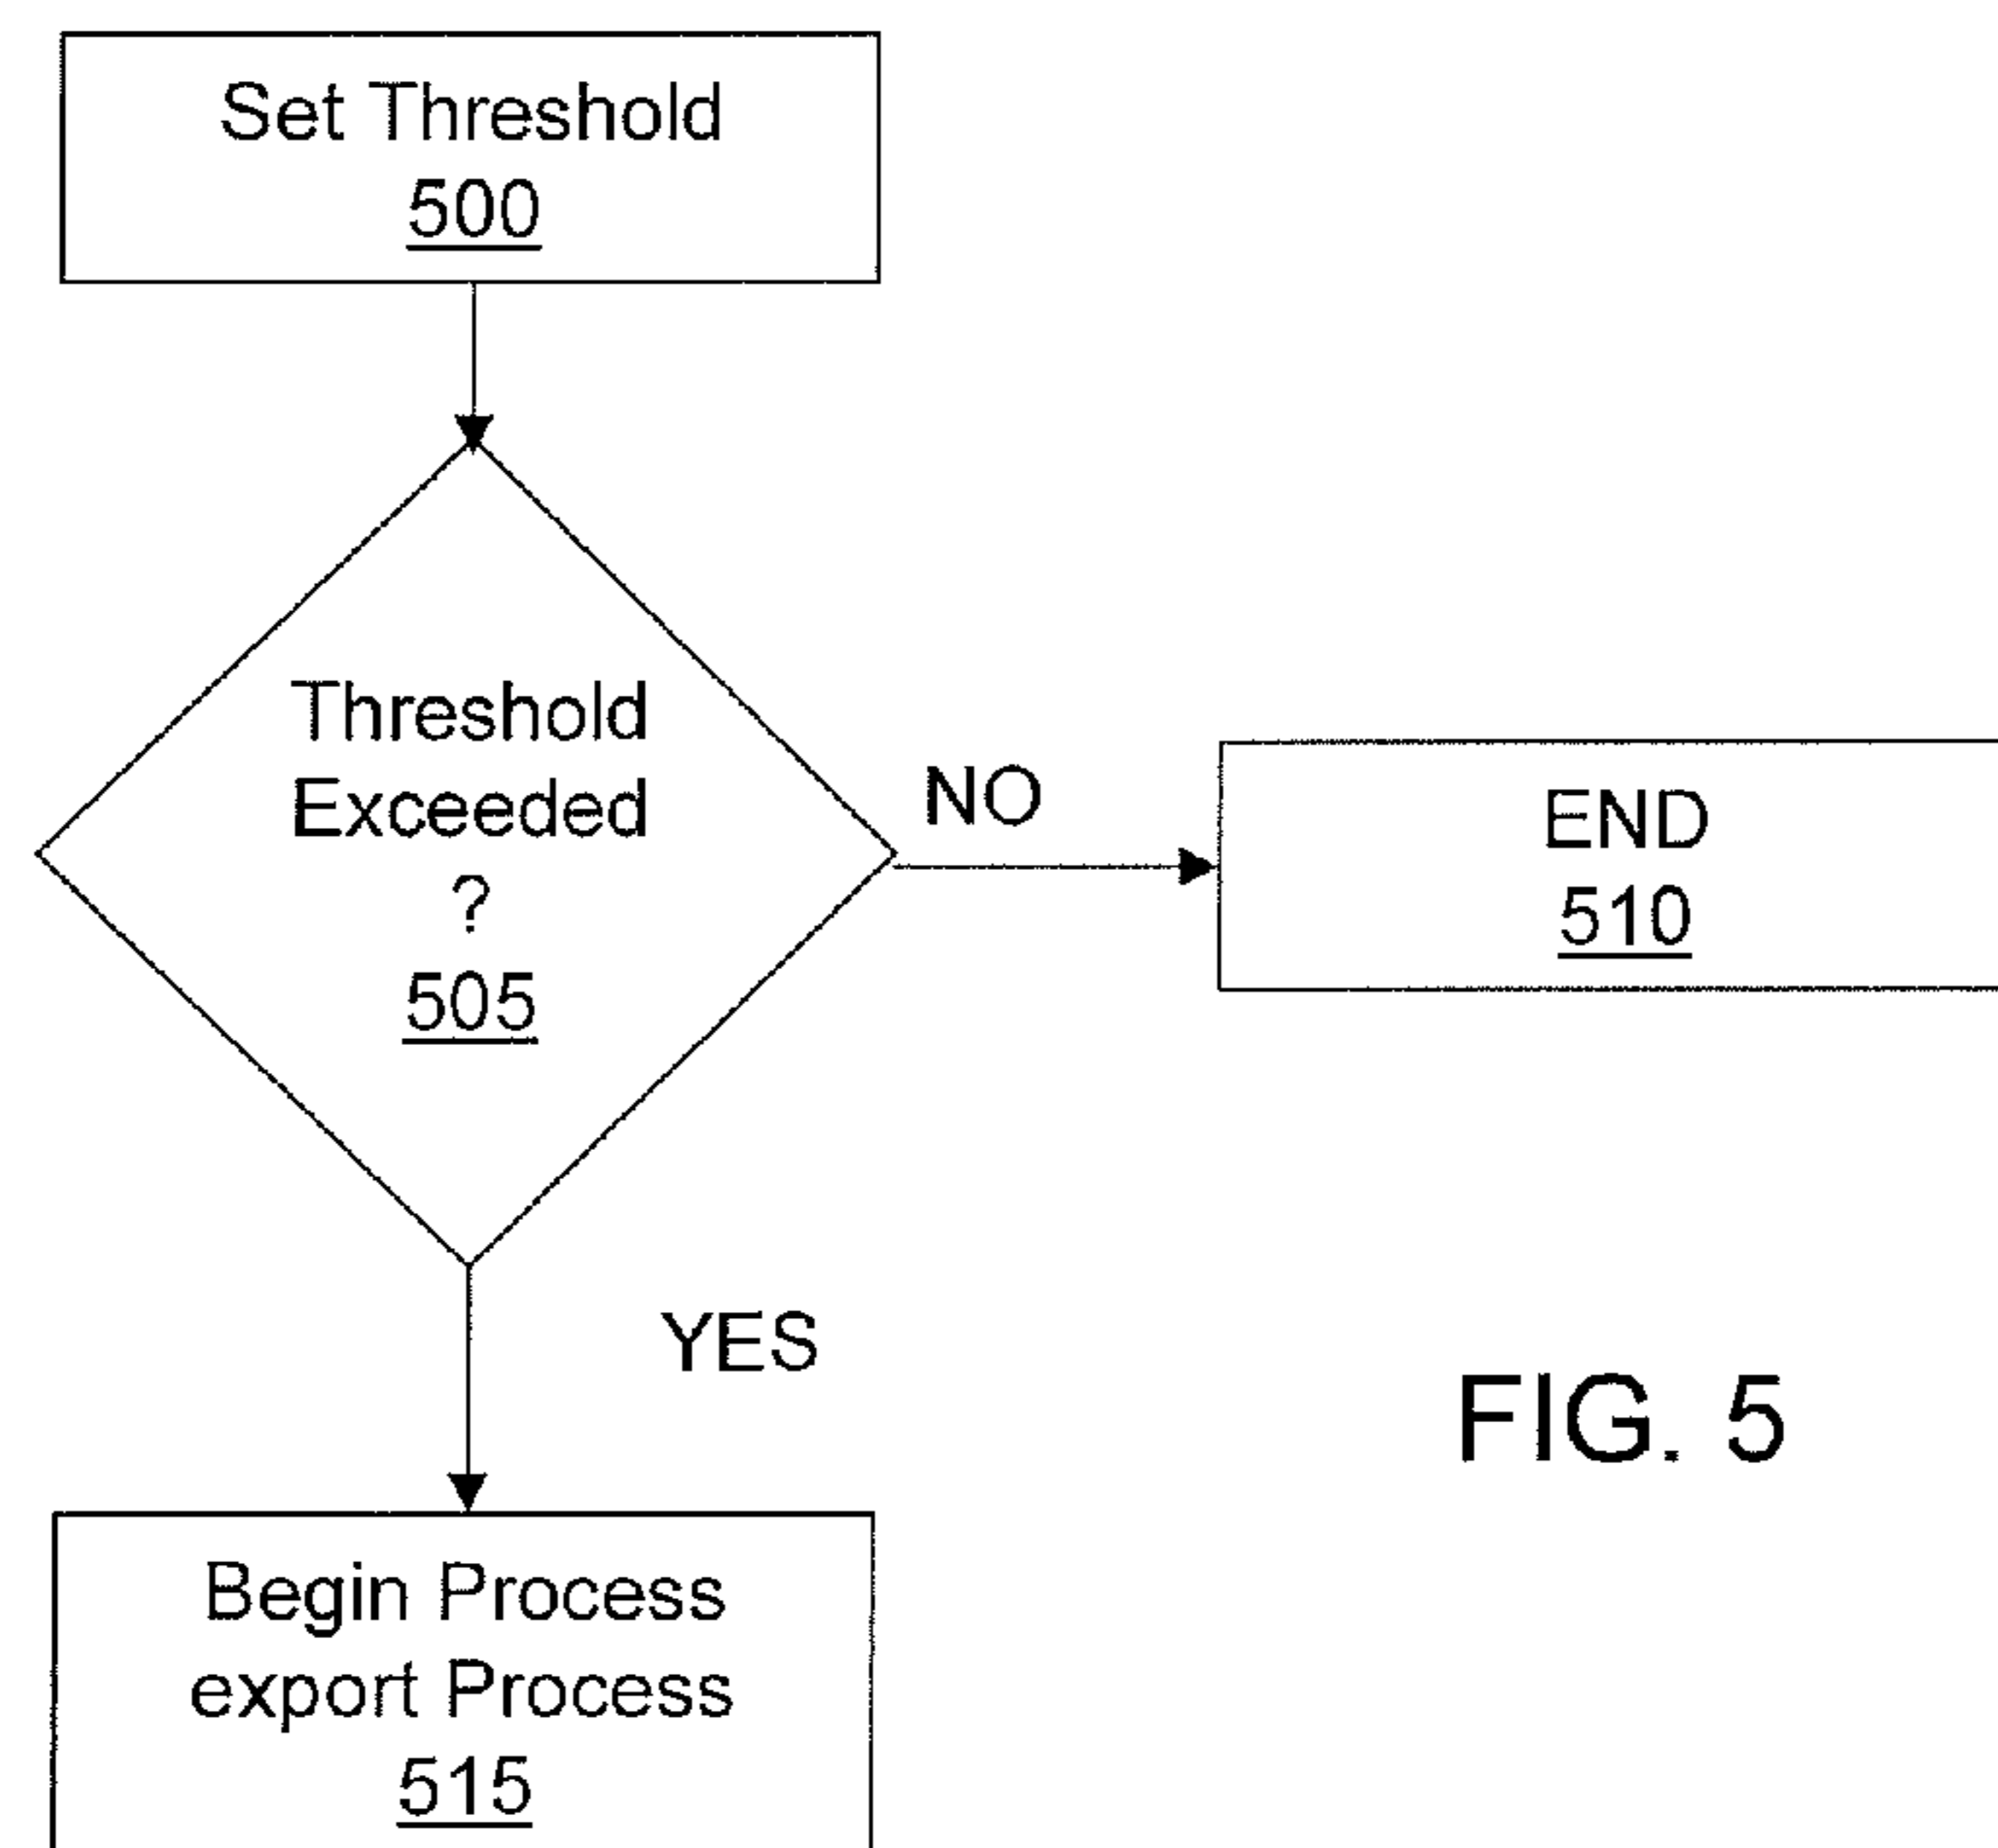 Set Threshold
500
Threshold
Exceeded
?
505
NO
END
510
YES
FIG. 5
Begin Process
export Process
515